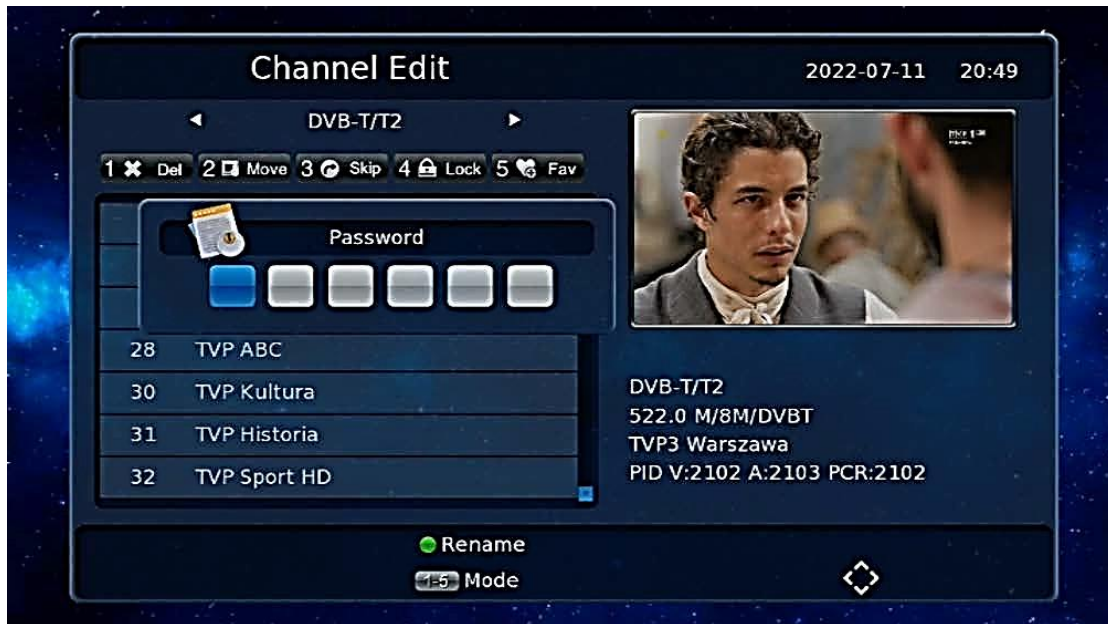 Channel Edit
2022-07-11 20:49
DVB-T/T2
1 Del 2 Move 3 Skip 4 Lock 5 Fav
Password
28 TVP ABC
30 TVP Kultura
31 TVP Historia
32 TVP Sport HD
DVB-T/T2
522.0 M/8M/DVBT
TVP3 Warszawa
PID V:2102 A:2103 PCR:2102
Rename
1-5 Mode